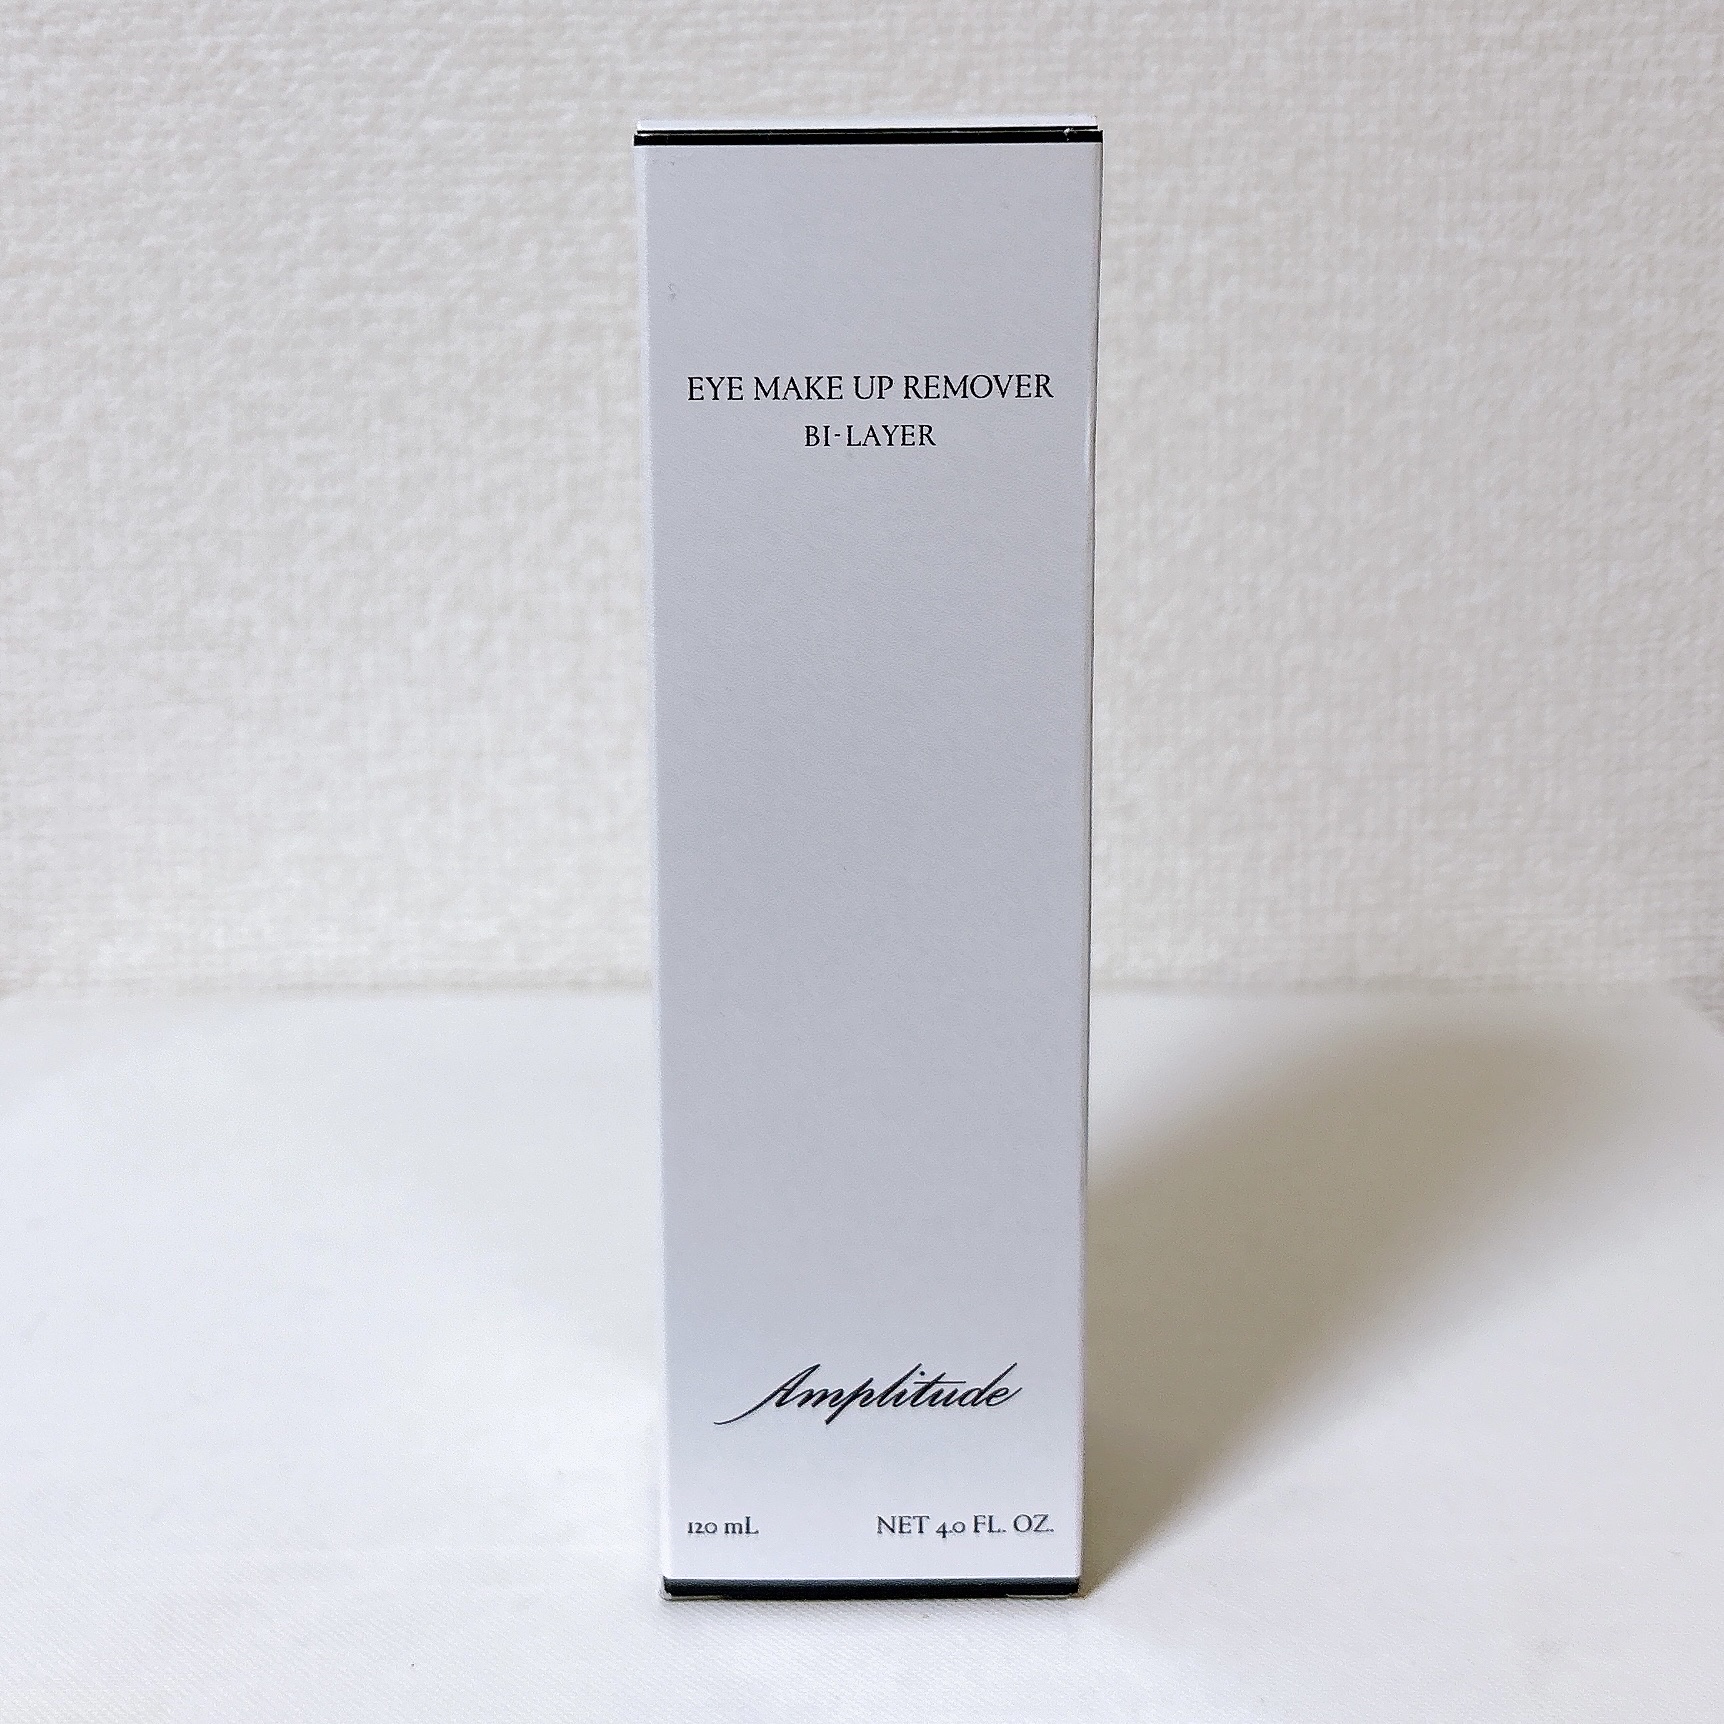 EYE MAKE UP REMOVER
BI-LAYER
Amplitude
120 mL NET 4.0 FL. OZ.